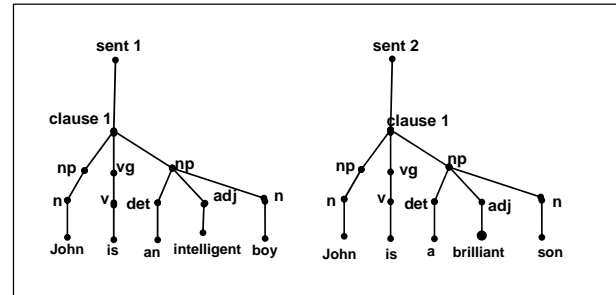 sent 1 sent 2
clause 1 clause 1
np vg np np vg np
n v det adj n n v det adj n
John is an intelligent boy John is a brilliant son